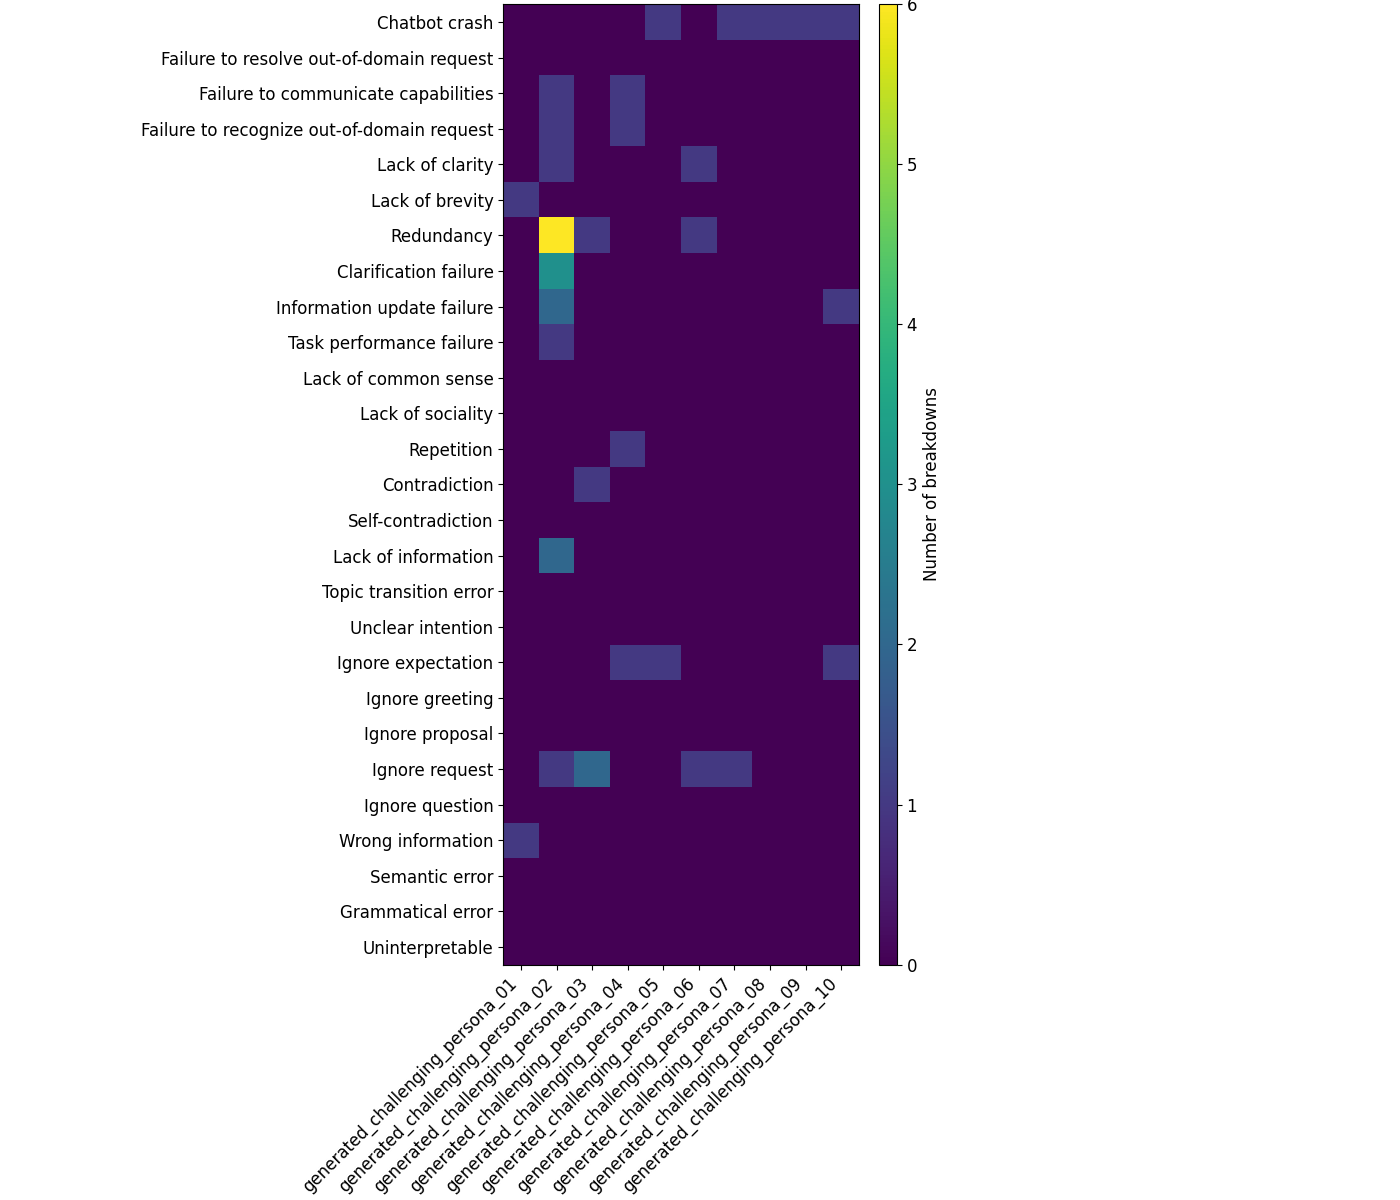 Chatbot crash
Failure to resolve out-of-domain request
Failure to communicate capabilities
Failure to recognize out-of-domain request
Lack of clarity
Lack of brevity
Redundancy
Clarification failure
Information update failure
Task performance failure
Lack of common sense
Lack of sociality
Repetition
Contradiction
Self-contradiction
Lack of information
Topic transition error
Unclear intention
Ignore expectation
Ignore greeting
Ignore proposal
Ignore request
Ignore question
Wrong information
Semantic error
Grammatical error
Uninterpretable
generated_challenging_persona_01
generated_challenging_persona_02
generated_challenging_persona_03
generated_challenging_persona_04
generated_challenging_persona_05
generated_challenging_persona_06
generated_challenging_persona_07
generated_challenging_persona_08
generated_challenging_persona_09
generated_challenging_persona_10
6
5
4
3
2
1
0
Number of breakdowns